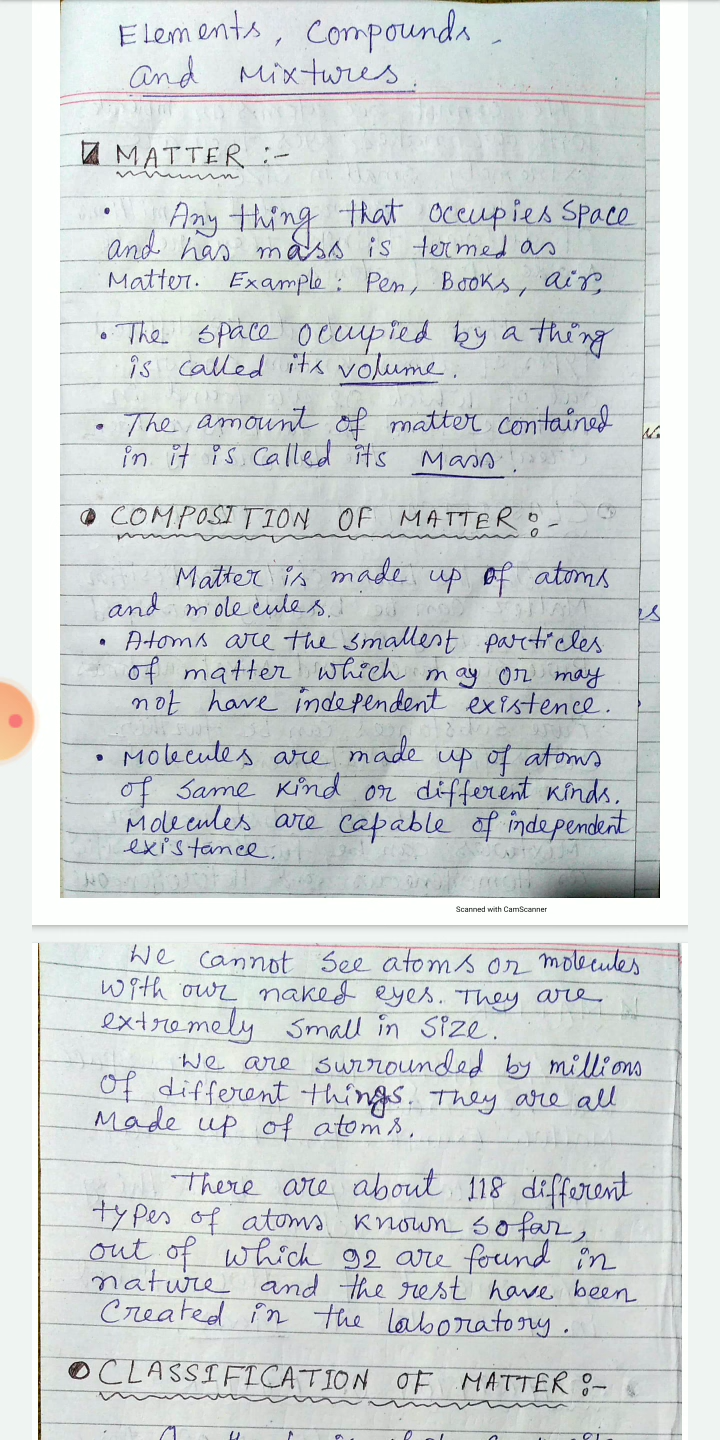 Elements, Compounds
and Mixtures.
MATTER :-
• Any thing that occupies space
and has mass is termed as
Matter. Example : Pen, Books, air,
• The space occupied by a thing
is called its volume.
• The amount of matter contained
in it is called its Mass.
COMPOSITION OF MATTER :-
Matter is made up of atoms
and molecules.
• Atoms are the smallest particles
of matter which may or may
not have independent existence.
• Molecules are made up of atoms
of same kind or different kinds.
Molecules are capable of independent
existance.
Scanned with CamScanner
We cannot see atoms or molecules
with our naked eyes. They are
extremely small in size.
We are surrounded by millions
of different things. They are all
Made up of atoms.
There are about 118 different
types of atoms known so far,
out of which 92 are found in
nature and the rest have been
Created in the laboratory.
CLASSIFICATION OF MATTER :-